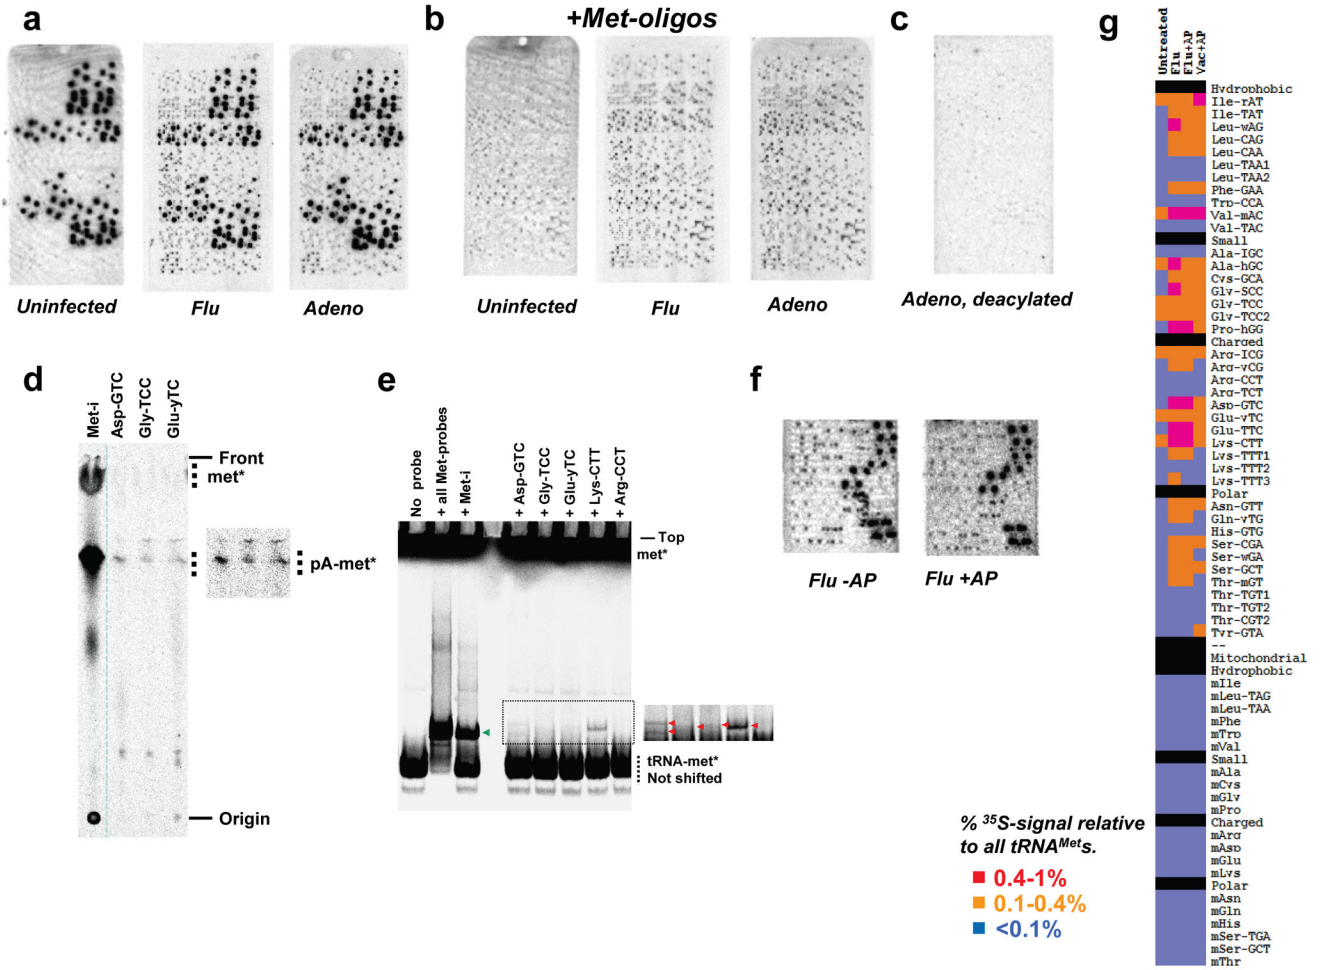 a
b
+Met-oligos
c
g
Untreated
Flu
Flu+AP
Vac+AP
Uninfected
Flu
Adeno
Uninfected
Flu
Adeno
Adeno, deacylated
d
Met-i
Asp-GTC
Gly-TCC
Glu-yTC
Front
met*
pA-met*
Origin
e
No probe
+ all Met-probes
+ Met-i
+ Asp-GTC
+ Gly-TCC
+ Glu-yTC
+ Lys-CTT
+ Arg-CCT
Top
met*
tRNA-met*
Not shifted
f
Flu -AP
Flu +AP
% ³⁵S-signal relative
to all tRNAᴹᵉᵗs.
0.4-1%
0.1-0.4%
<0.1%
Hydrophobic
Ile-rAT
Ile-TAT
Leu-wAG
Leu-CAG
Leu-CAA
Leu-TAA1
Leu-TAA2
Phe-GAA
Trp-CCA
Val-mAC
Val-TAC
Small
Ala-IGC
Ala-hGC
Cys-GCA
Gly-SCC
Gly-TCC
Gly-TCC2
Pro-hGG
Charged
Arg-ICG
Arg-yCG
Arg-CCT
Arg-TCT
Asp-GTC
Glu-yTC
Glu-TTC
Lys-CTT
Lys-TTT1
Lys-TTT2
Lys-TTT3
Polar
Asn-GTT
Gln-yTG
His-GTG
Ser-CGA
Ser-wGA
Ser-GCT
Thr-mGT
Thr-TGT1
Thr-TGT2
Thr-CGT2
Tyr-GTA
--
Mitochondrial
Hydrophobic
mIle
mLeu-TAG
mLeu-TAA
mPhe
mTrp
mVal
Small
mAla
mCys
mGly
mPro
Charged
mArg
mAsp
mGlu
mLys
Polar
mAsn
mGln
mHis
mSer-TGA
mSer-GCT
mThr